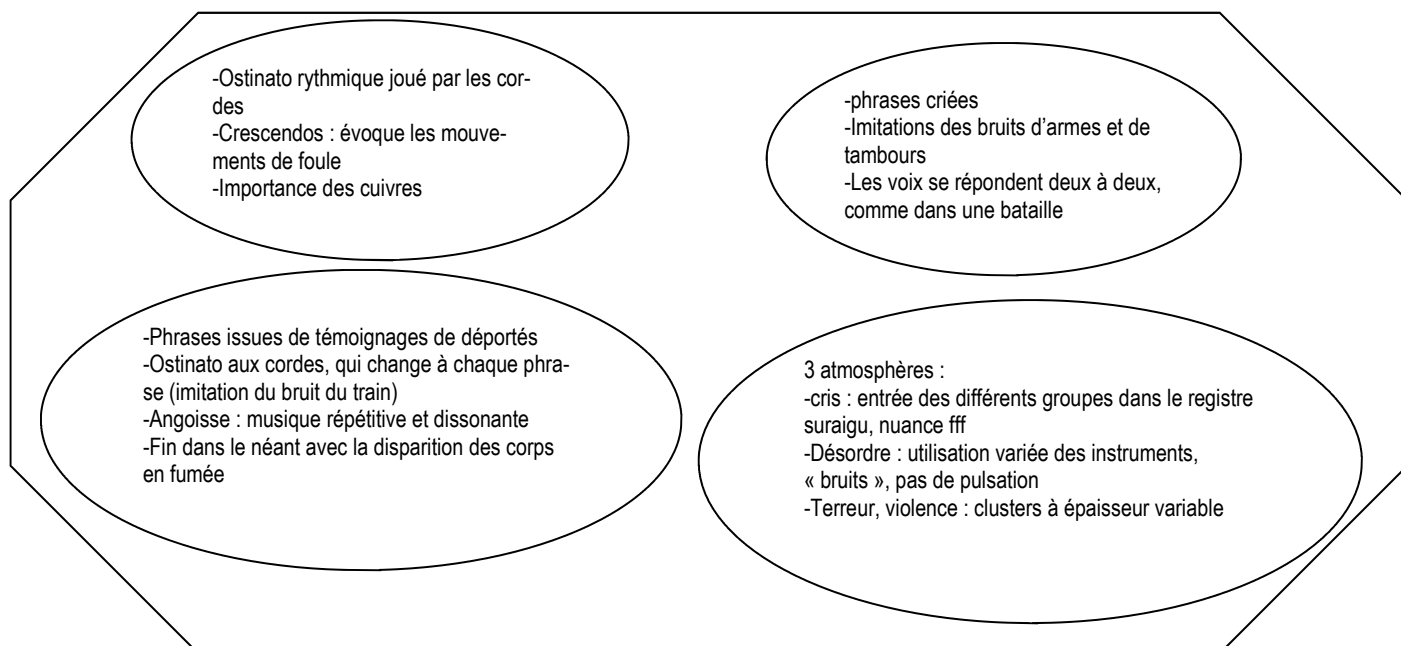 -Ostinato rythmique joué par les cor-
des
-Crescendos : évoque les mouve-
ments de foule
-Importance des cuivres
-phrases criées
-Imitations des bruits d’armes et de
tambours
-Les voix se répondent deux à deux,
comme dans une bataille
-Phrases issues de témoignages de déportés
-Ostinato aux cordes, qui change à chaque phra-
se (imitation du bruit du train)
-Angoisse : musique répétitive et dissonante
-Fin dans le néant avec la disparition des corps
en fumée
3 atmosphères :
-cris : entrée des différents groupes dans le registre
suraigu, nuance fff
-Désordre : utilisation variée des instruments,
« bruits », pas de pulsation
-Terreur, violence : clusters à épaisseur variable